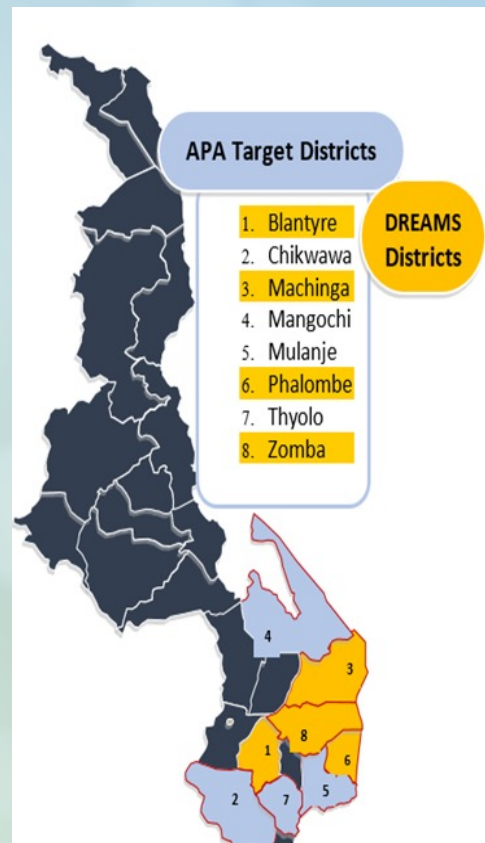 APA Target Districts
DREAMS
Districts
1. Blantyre
2. Chikwawa
3. Machinga
4. Mangochi
5. Mulanje
6. Phalombe
7. Thyolo
8. Zomba
4
3
8
1
6
5
2
7